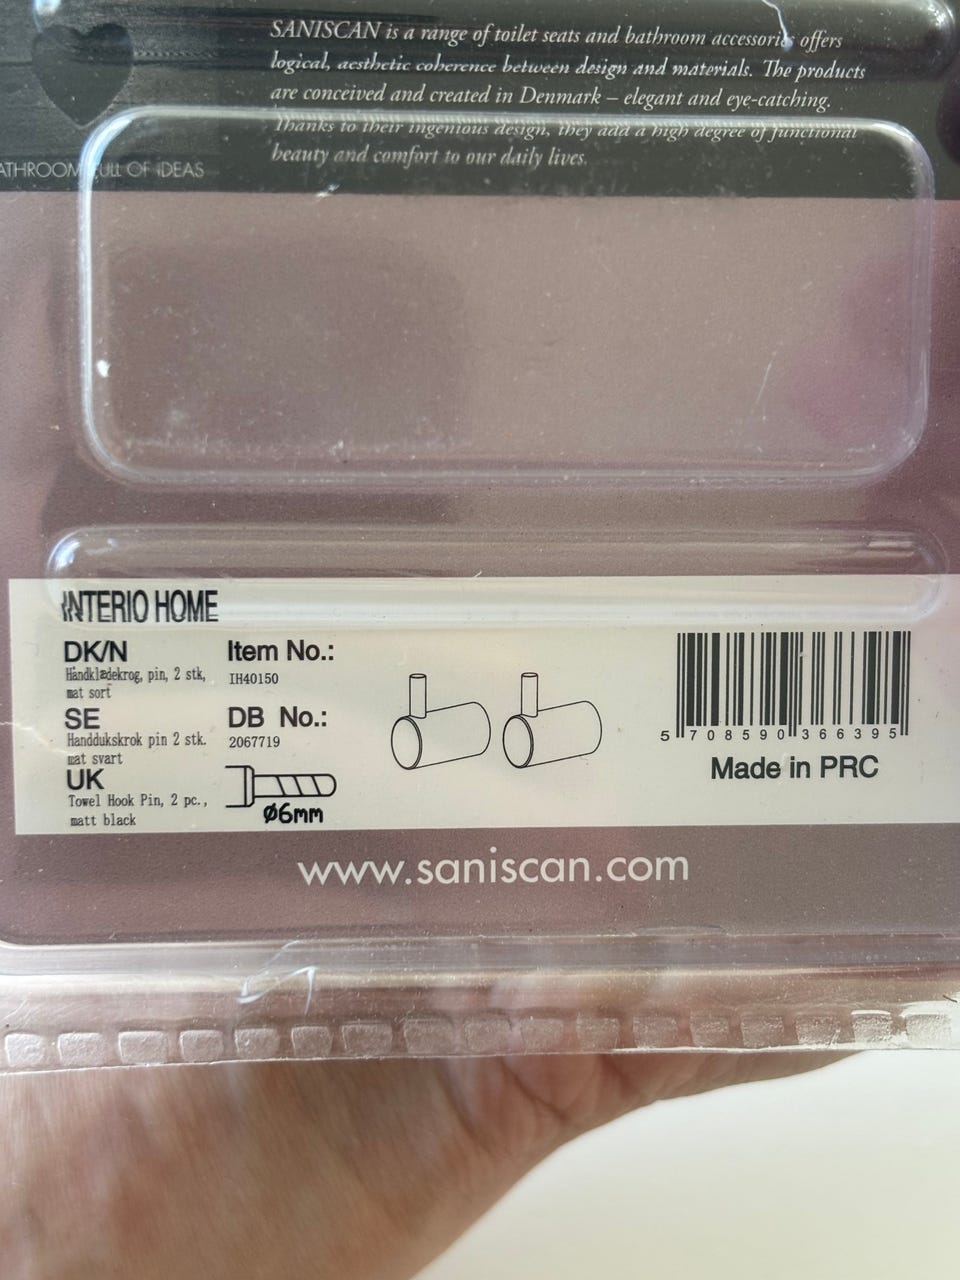 SANISCAN is a range of toilet seats and bathroom accessories offers
logical, aesthetic coherence between design and materials. The products
are conceived and created in Denmark – elegant and eye-catching.
Thanks to their ingenious design, they add a high degree of functional
beauty and comfort to our daily lives.
ATHROOM FULL OF iDEAS
INTERIO HOME
DK/N
Håndklædekrog, pin, 2 stk,
mat sort
SE
Handdukskrok pin 2 stk.
mat svart
UK
Towel Hook Pin, 2 pc.,
matt black
Item No.:
IH40150
DB No.:
2067719
Ø6mm
5 708590 366395
Made in PRC
www.saniscan.com